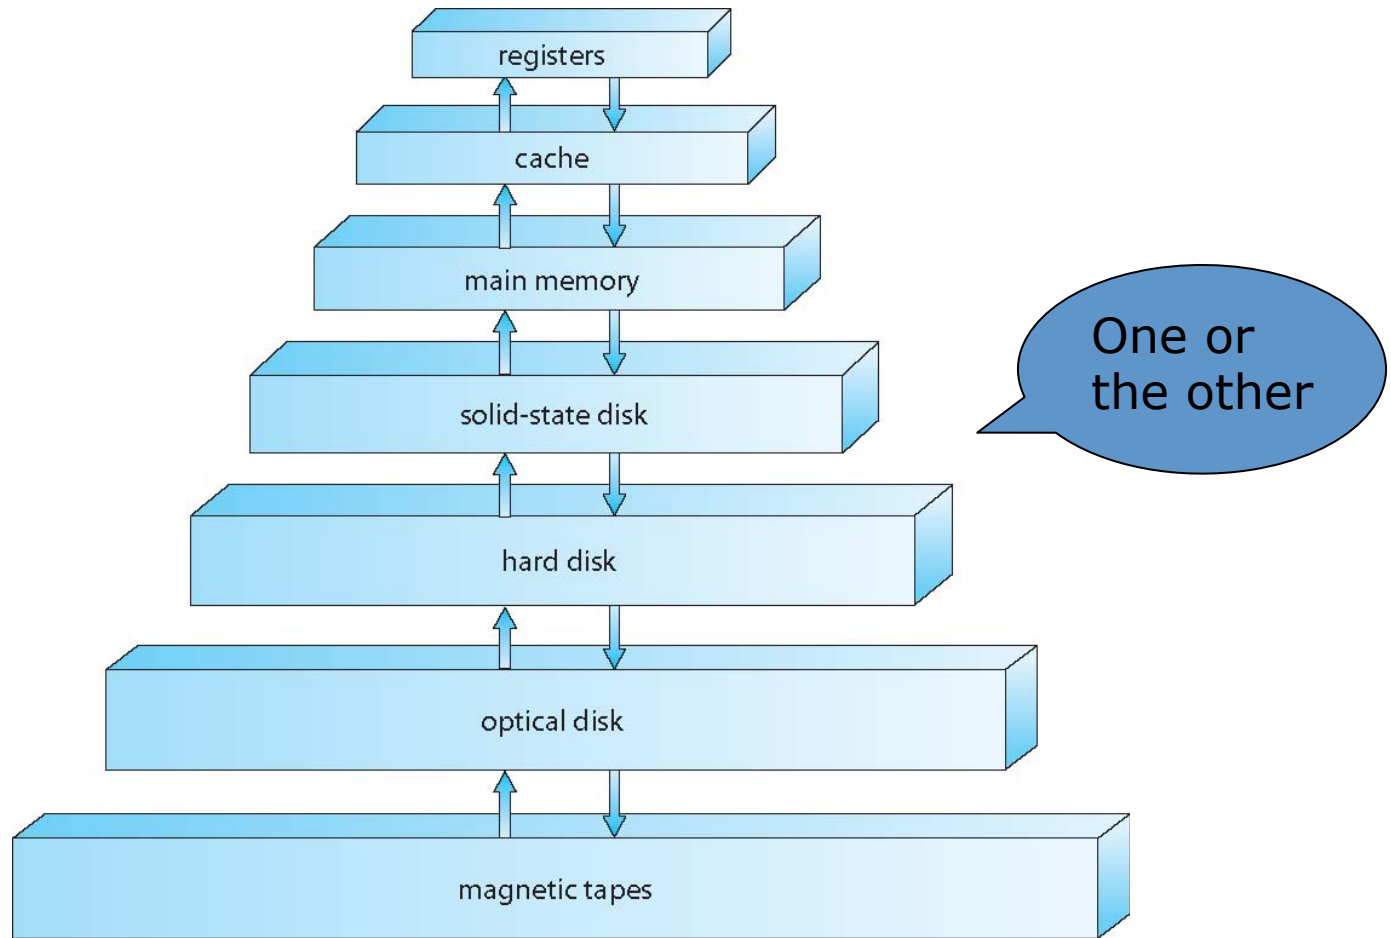 registers
cache
main memory
One or
the other
solid-state disk
hard disk
optical disk
magnetic tapes